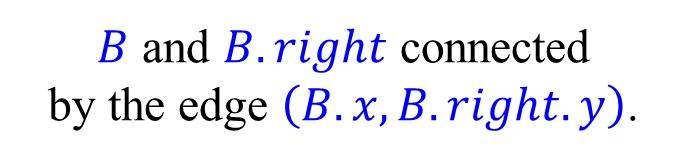 B and B.right connected
by the edge (B.x, B.right.y).